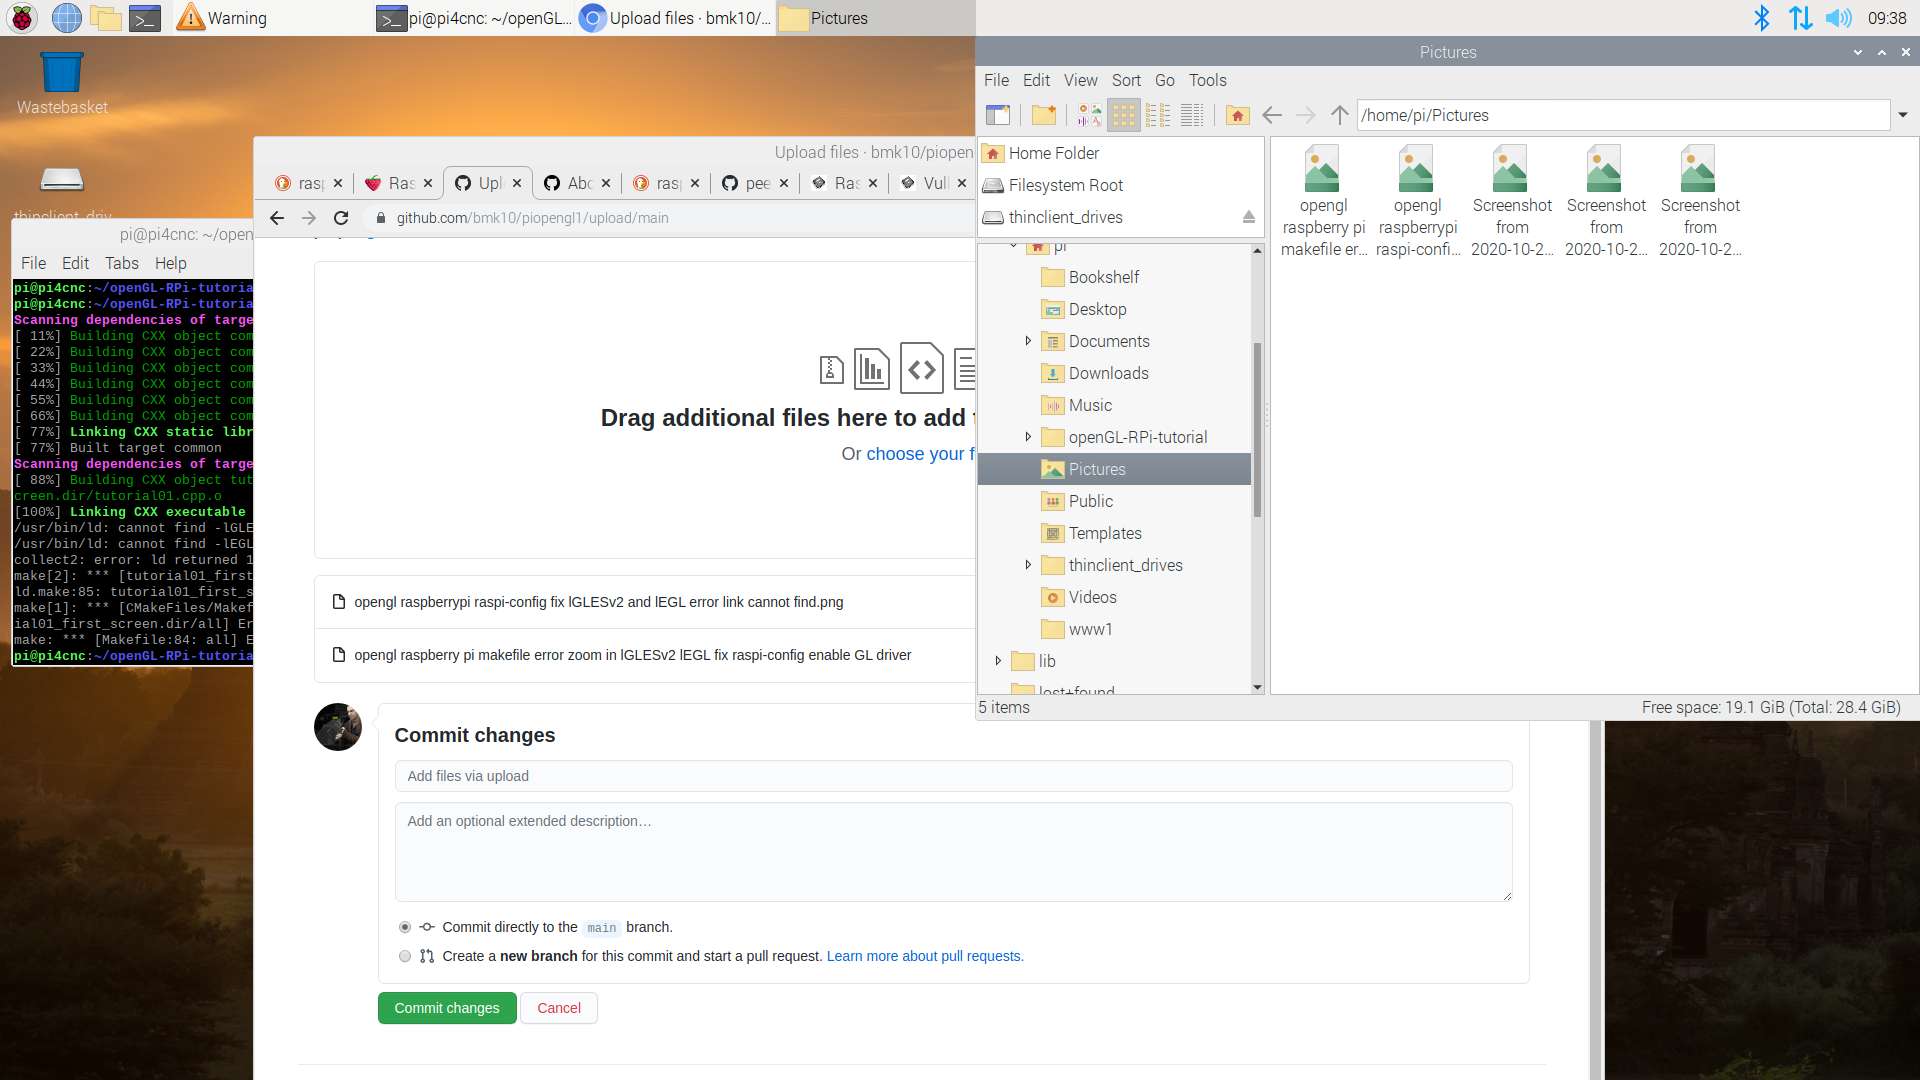 Warning
pi@pi4cnc: ~/openGL...
Upload files · bmk10/...
Pictures
09:38
Wastebasket
thinclient_driv
pi@pi4cnc: ~/open
File Edit Tabs Help
pi@pi4cnc:~/openGL-RPi-tutoria
pi@pi4cnc:~/openGL-RPi-tutoria
Scanning dependencies of targe
[ 11%] Building CXX object com
[ 22%] Building CXX object com
[ 33%] Building CXX object com
[ 44%] Building CXX object com
[ 55%] Building CXX object com
[ 66%] Building CXX object com
[ 77%] Linking CXX static libr
[ 77%] Built target common
Scanning dependencies of targe
[ 88%] Building CXX object tut
creen.dir/tutorial01.cpp.o
[100%] Linking CXX executable
/usr/bin/ld: cannot find -lGLE
/usr/bin/ld: cannot find -lEGL
collect2: error: ld returned 1
make[2]: *** [tutorial01_first
ld.make:85: tutorial01_first_s
make[1]: *** [CMakeFiles/Makef
ial01_first_screen.dir/all] Er
make: *** [Makefile:84: all] E
pi@pi4cnc:~/openGL-RPi-tutoria
Upload files · bmk10/piopen
rasp
Ras
Upl
Abo
rasp
pee
Ras
Vul
github.com/bmk10/piopengl1/upload/main
Drag additional files here to add
Or choose your f
opengl raspberrypi raspi-config fix lGLESv2 and lEGL error link cannot find.png
opengl raspberry pi makefile error zoom in lGLESv2 lEGL fix raspi-config enable GL driver
Commit changes
Add files via upload
Add an optional extended description…
Commit directly to the main branch.
Create a new branch for this commit and start a pull request. Learn more about pull requests.
Commit changes
Cancel
Pictures
File Edit View Sort Go Tools
/home/pi/Pictures
Home Folder
Filesystem Root
thinclient_drives
pi
Bookshelf
Desktop
Documents
Downloads
Music
openGL-RPi-tutorial
Pictures
Public
Templates
thinclient_drives
Videos
www1
lib
lost+found
opengl
raspberry pi
makefile er...
opengl
raspberrypi
raspi-config...
Screenshot
from
2020-10-2...
Screenshot
from
2020-10-2...
Screenshot
from
2020-10-2...
5 items
Free space: 19.1 GiB (Total: 28.4 GiB)